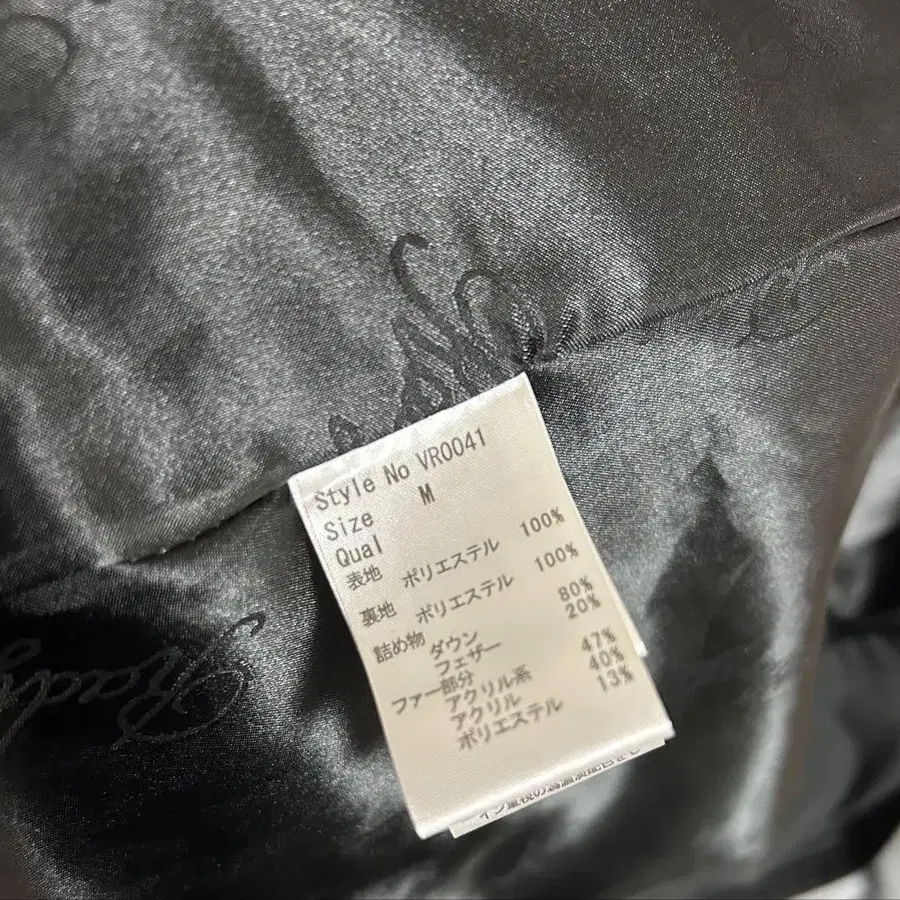 Style No VR0041
Size M
Qual
表地 ポリエステル 100%
裏地 ポリエステル 100%
詰め物 ダウン 80%
フェザー 20%
ファー部分
アクリル系 47%
アクリル 40%
ポリエステル 13%
Rady